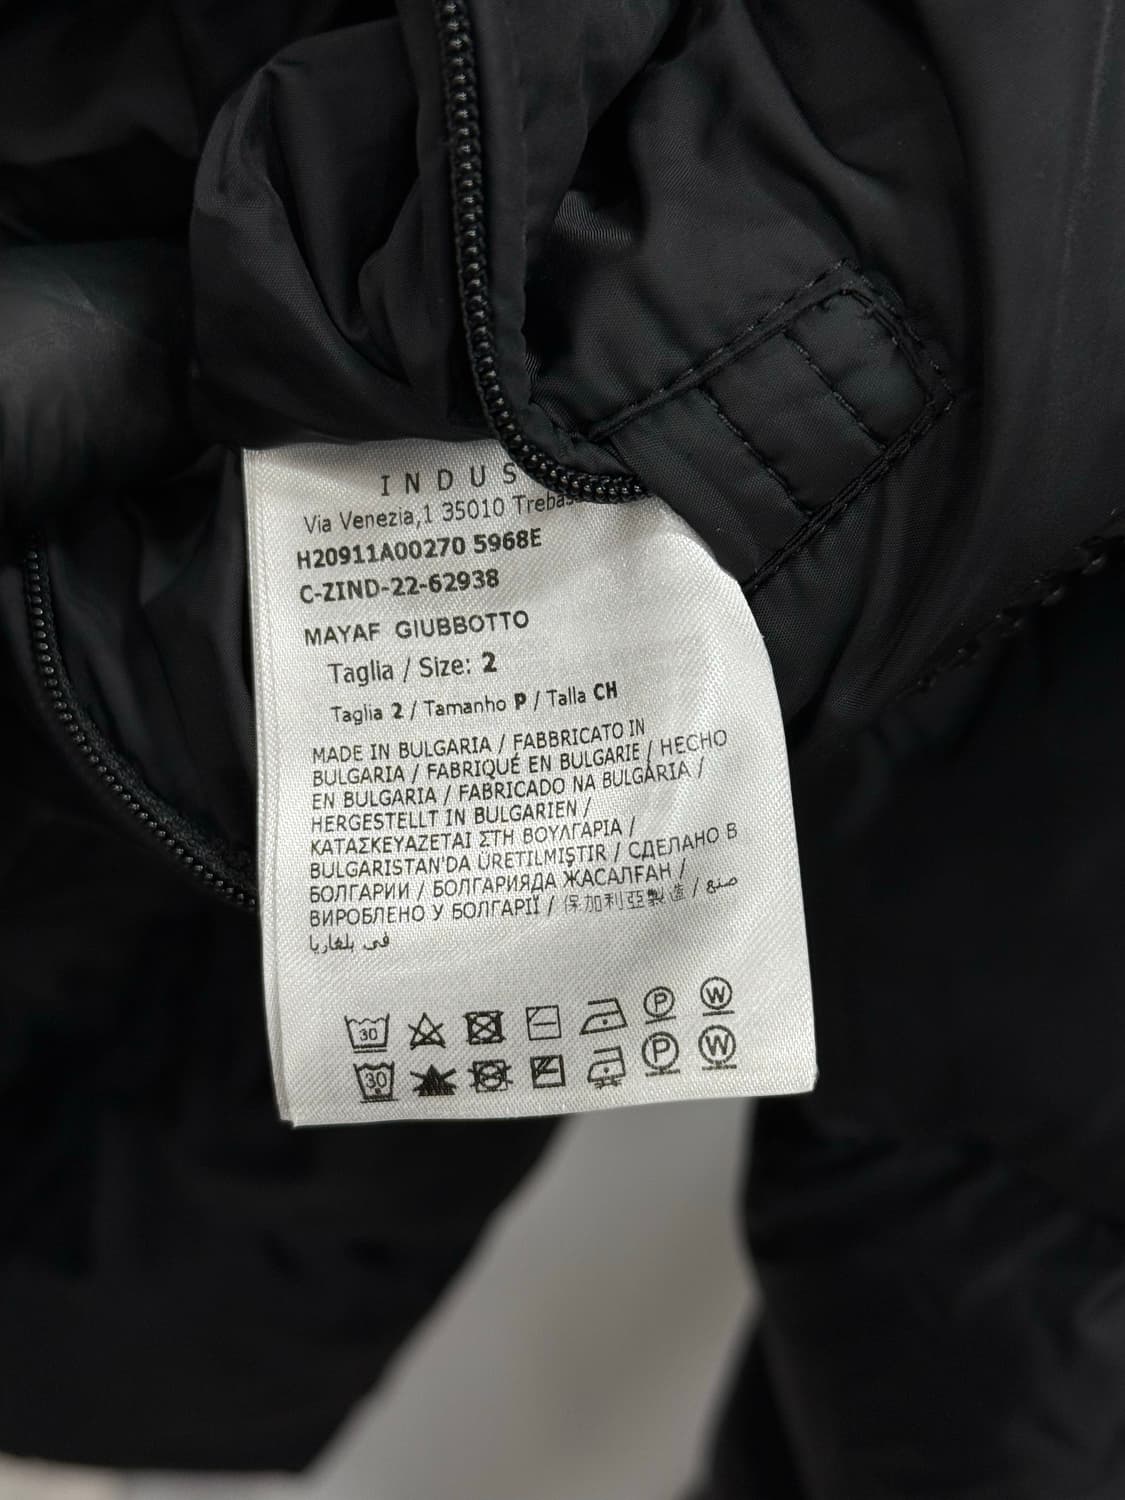 INDUS
Via Venezia,1 35010 Trebas
H20911A00270 5968E
C-ZIND-22-62938
MAYAF GIUBBOTTO
Taglia / Size: 2
Taglia 2 / Tamanho P / Talla CH
MADE IN BULGARIA / FABBRICATO IN
BULGARIA / FABRIQUÉ EN BULGARIE / HECHO
EN BULGARIA / FABRICADO NA BULGÁRIA /
HERGESTELLT IN BULGARIEN /
ΚΑΤΑΣΚΕΥΑΖΕΤΑΙ ΣΤΗ ΒΟΥΛΓΑΡΙΑ /
BULGARISTAN'DA ÜRETILMIŞTIR / СДЕЛАНО В
БОЛГАРИИ / БОЛГАРИЯДА ЖАСАЛҒАН /
ВИРОБЛЕНО У БОЛГАРІЇ / 保加利亞製造 / صنع
في بلغاريا
30 P W
30 P W